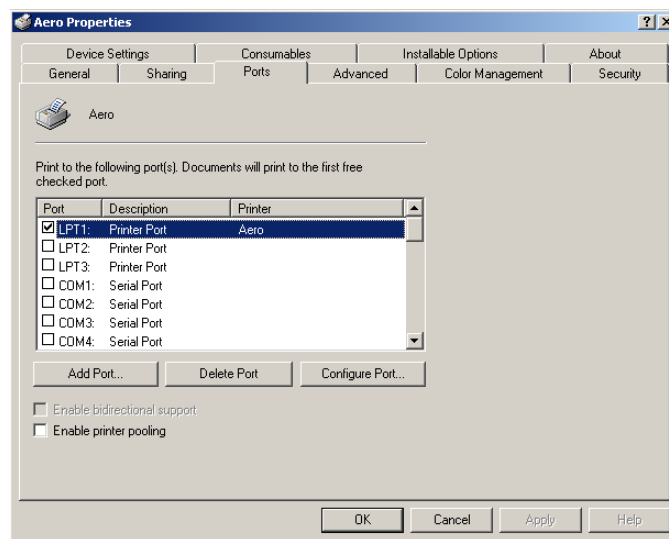 Aero Properties
Device Settings Consumables Installable Options About
General Sharing Ports Advanced Color Management Security
Aero
Print to the following port(s). Documents will print to the first free
checked port.
Port Description Printer
LPT1: Printer Port Aero
LPT2: Printer Port
LPT3: Printer Port
COM1: Serial Port
COM2: Serial Port
COM3: Serial Port
COM4: Serial Port
Add Port... Delete Port Configure Port...
Enable bidirectional support
Enable printer pooling
OK Cancel Apply Help